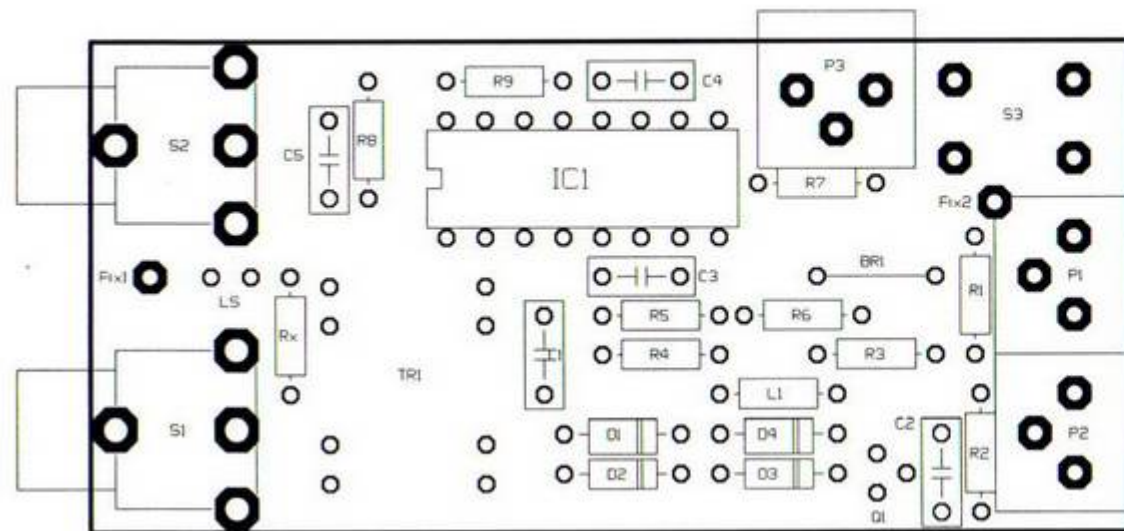 P3
R9
C4
S3
S2
C5
R8
IC1
R7
Fix2
Fix1
LS
C3
BR1
R1
P1
Rx
R5
R6
R4
R3
TR1
L1
S1
D1
D4
C2
R2
P2
D2
D3
Q1